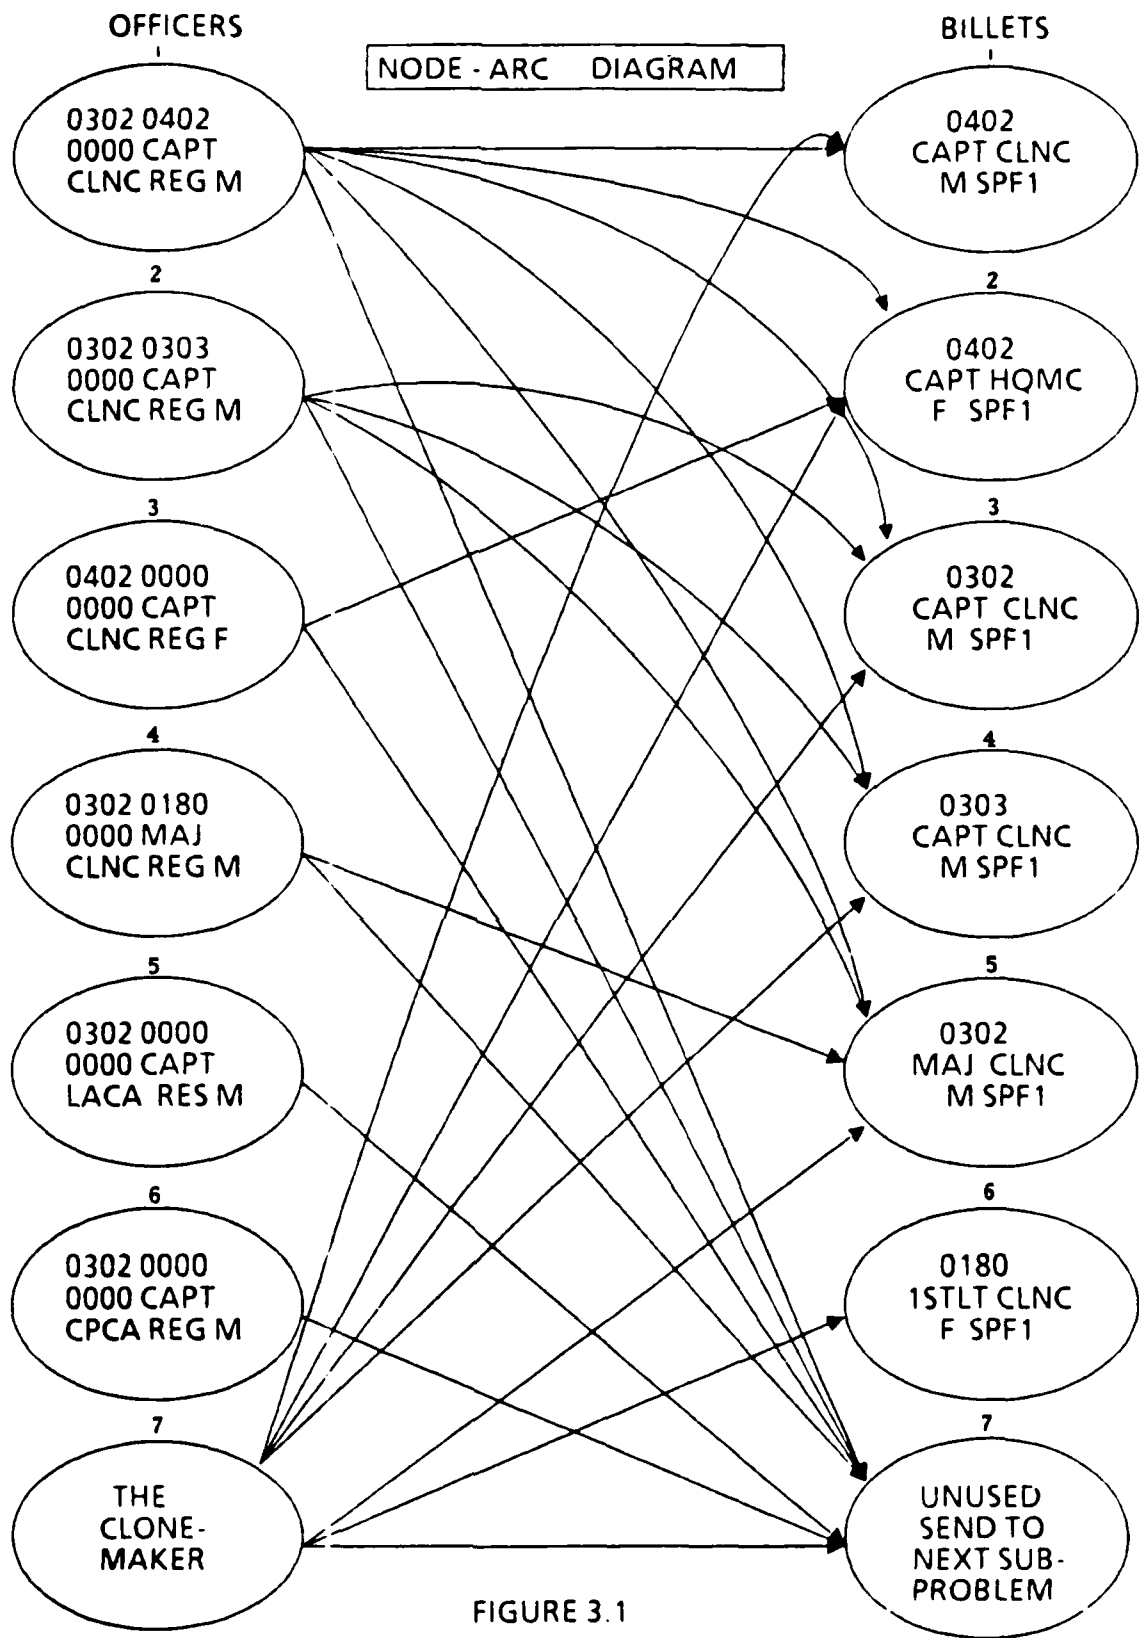 OFFICERS
1
0302 0402
0000 CAPT
CLNC REG M
2
0302 0303
0000 CAPT
CLNC REG M
3
0402 0000
0000 CAPT
CLNC REG F
4
0302 0180
0000 MAJ
CLNC REG M
5
0302 0000
0000 CAPT
LACA RES M
6
0302 0000
0000 CAPT
CPCA REG M
7
THE
CLONE-
MAKER
NODE - ARC DIAGRAM
BILLETS
1
0402
CAPT CLNC
M SPF1
2
0402
CAPT HQMC
F SPF1
3
0302
CAPT CLNC
M SPF1
4
0303
CAPT CLNC
M SPF1
5
0302
MAJ CLNC
M SPF1
6
0180
1STLT CLNC
F SPF1
7
UNUSED
SEND TO
NEXT SUB-
PROBLEM
FIGURE 3.1